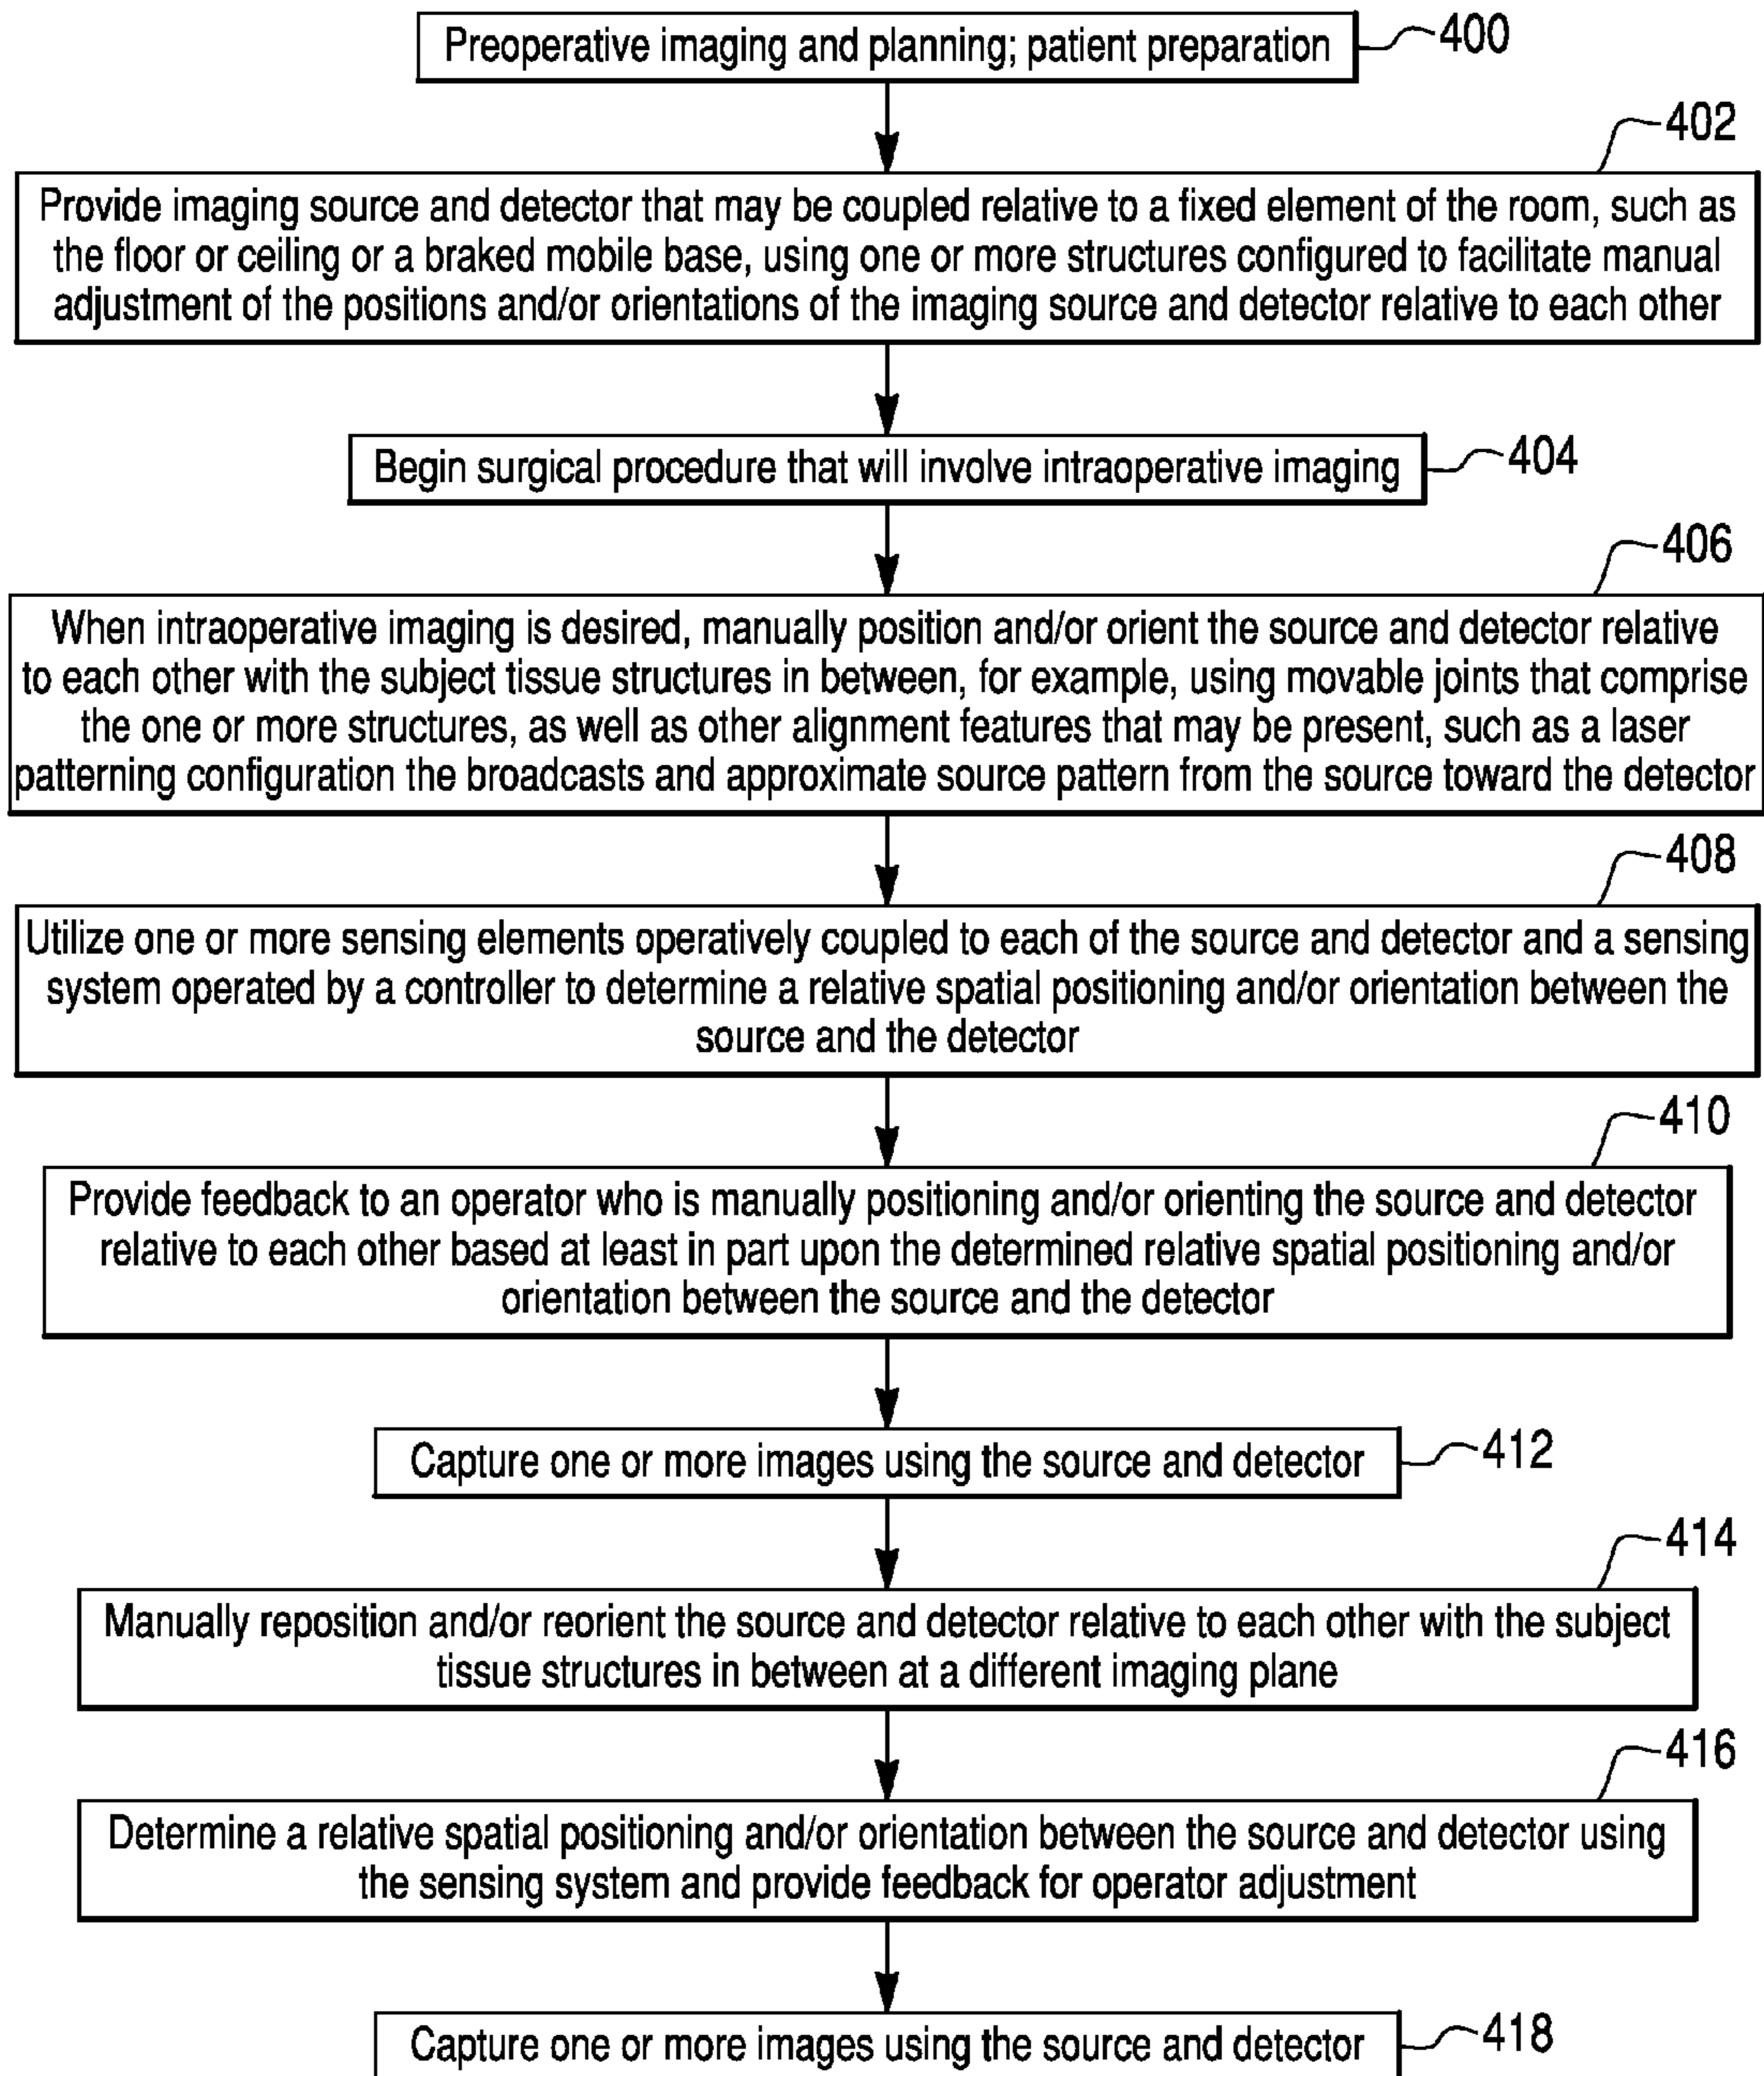 Preoperative imaging and planning; patient preparation
400
402
Provide imaging source and detector that may be coupled relative to a fixed element of the room, such as
the floor or ceiling or a braked mobile base, using one or more structures configured to facilitate manual
adjustment of the positions and/or orientations of the imaging source and detector relative to each other
Begin surgical procedure that will involve intraoperative imaging
404
406
When intraoperative imaging is desired, manually position and/or orient the source and detector relative
to each other with the subject tissue structures in between, for example, using movable joints that comprise
the one or more structures, as well as other alignment features that may be present, such as a laser
patterning configuration the broadcasts and approximate source pattern from the source toward the detector
408
Utilize one or more sensing elements operatively coupled to each of the source and detector and a sensing
system operated by a controller to determine a relative spatial positioning and/or orientation between the
source and the detector
410
Provide feedback to an operator who is manually positioning and/or orienting the source and detector
relative to each other based at least in part upon the determined relative spatial positioning and/or
orientation between the source and the detector
Capture one or more images using the source and detector
412
414
Manually reposition and/or reorient the source and detector relative to each other with the subject
tissue structures in between at a different imaging plane
416
Determine a relative spatial positioning and/or orientation between the source and detector using
the sensing system and provide feedback for operator adjustment
Capture one or more images using the source and detector
418